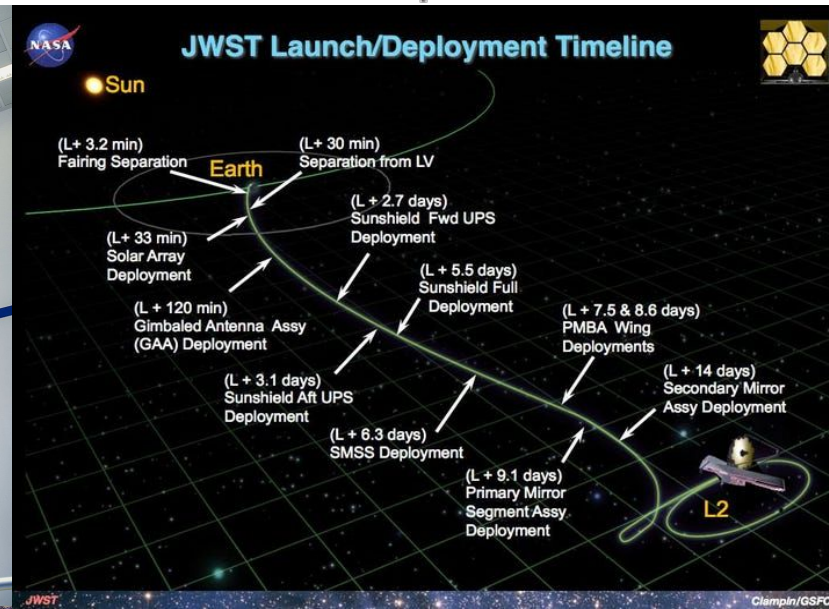 NASA
JWST Launch/Deployment Timeline
Sun
(L+ 3.2 min)
Fairing Separation
Earth
(L+ 30 min)
Separation from LV
(L + 2.7 days)
Sunshield Fwd UPS
Deployment
(L+ 33 min)
Solar Array
Deployment
(L + 5.5 days)
Sunshield Full
Deployment
(L + 120 min)
Gimbaled Antenna Assy
(GAA) Deployment
(L + 7.5 & 8.6 days)
PMBA Wing
Deployments
(L + 3.1 days)
Sunshield Aft UPS
Deployment
(L + 14 days)
Secondary Mirror
Assy Deployment
(L + 6.3 days)
SMSS Deployment
(L + 9.1 days)
Primary Mirror
Segment Assy
Deployment
L2
JWST
Clampin/GSFC